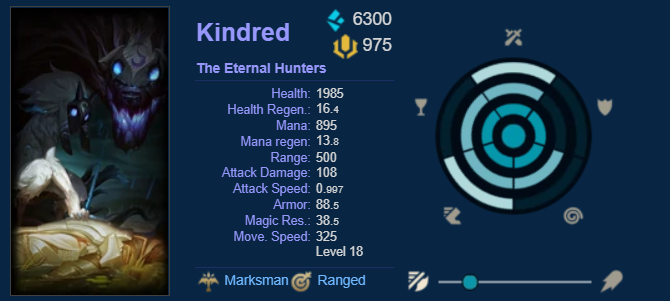 Kindred
6300
975
The Eternal Hunters
Health: 1985
Health Regen.: 16.4
Mana: 895
Mana regen: 13.8
Range: 500
Attack Damage: 108
Attack Speed: 0.997
Armor: 88.5
Magic Res.: 38.5
Move. Speed: 325
Level 18
Marksman Ranged